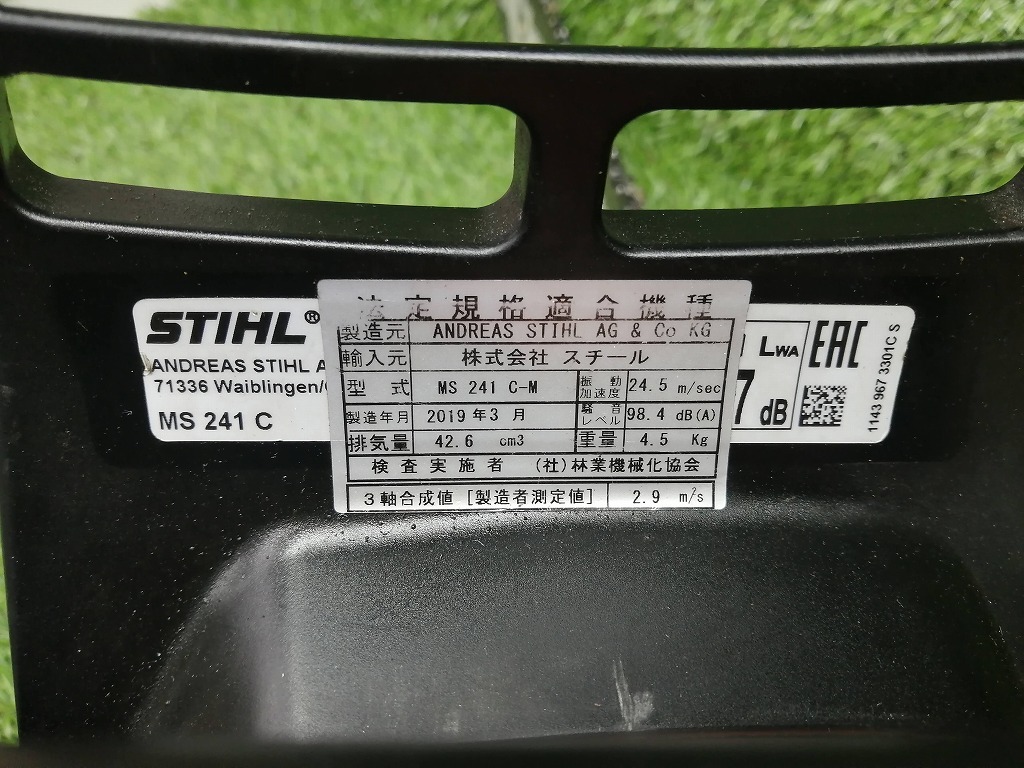 STIHL®
ANDREAS STIHL A
71336 Waiblingen/
MS 241 C
法定規格適合機種
製造元 ANDREAS STIHL AG & Co KG
輸入元 株式会社 スチール
型式 MS 241 C-M 振動加速度 24.5 m/sec
製造年月 2019年3月 騒音レベル 98.4 dB(A)
排気量 42.6 cm3 重量 4.5 Kg
検査実施者 (社)林業機械化協会
3軸合成値 [製造者測定値] 2.9 m/s²
LWA
7 dB
EAC
1143 967 3301C S